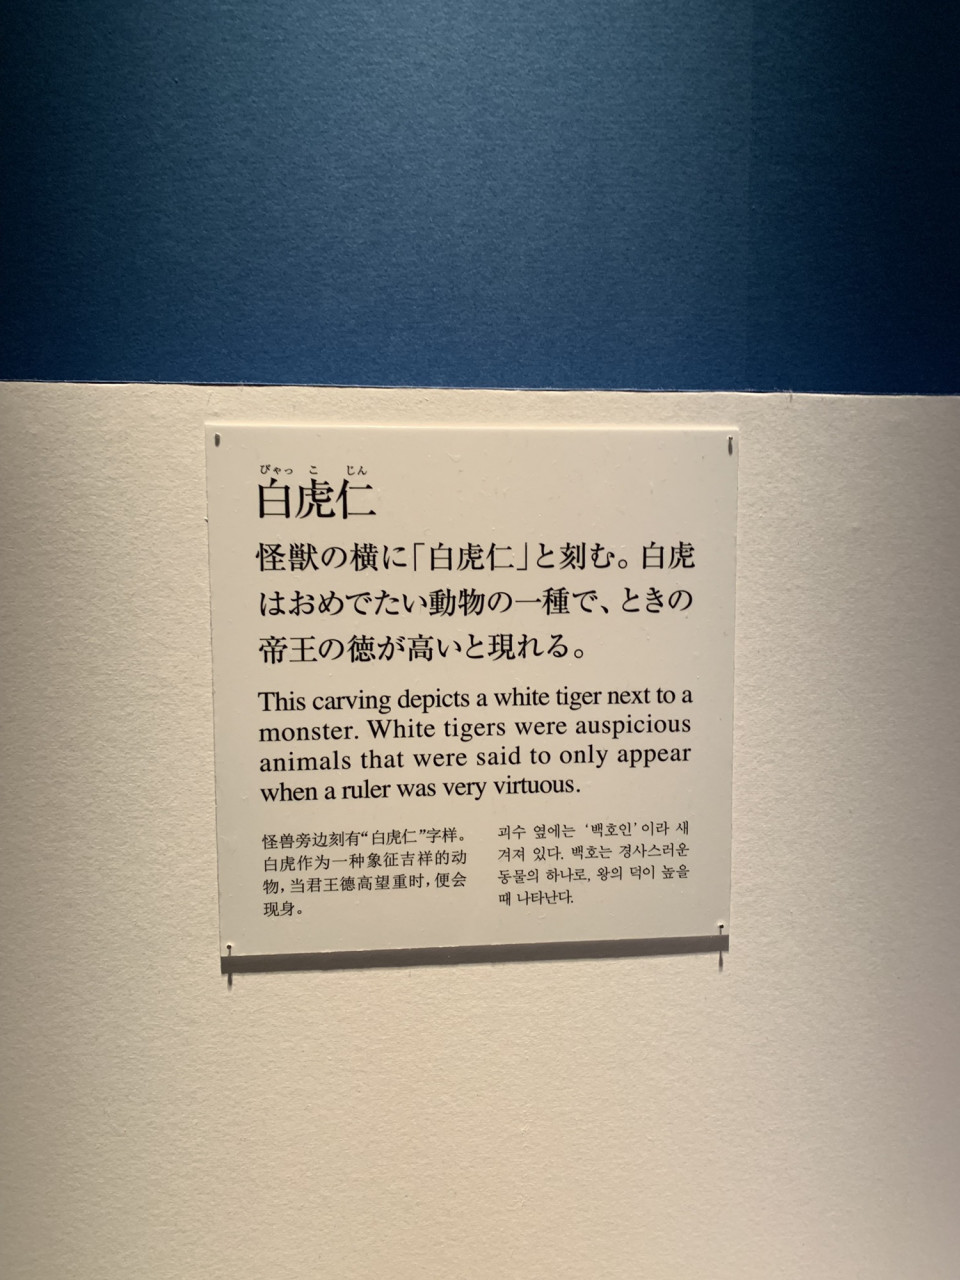 びゃっ こ じん
白虎仁
怪獣の横に「白虎仁」と刻む。白虎
はおめでたい動物の一種で、ときの
帝王の徳が高いと現れる。
This carving depicts a white tiger next to a
monster. White tigers were auspicious
animals that were said to only appear
when a ruler was very virtuous.
怪兽旁边刻有“白虎仁”字样。
白虎作为一种象征吉祥的动
物，当君王德高望重时，便会
现身。
괴수 옆에는 ‘백호인’이라 새
겨져 있다. 백호는 경사스러운
동물의 하나로, 왕의 덕이 높을
때 나타난다.